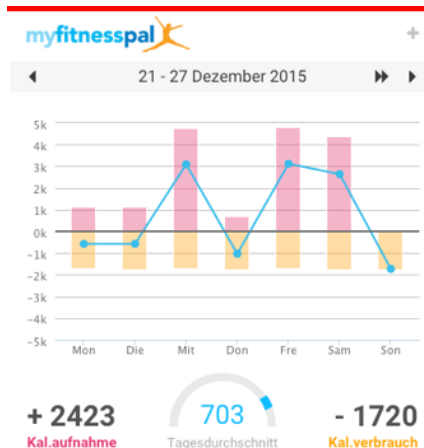 myfitnesspal
21 - 27 Dezember 2015
5k
4k
3k
2k
1k
0k
-1k
-2k
-3k
-4k
-5k
Mon Die Mit Don Fre Sam Son
+ 2423 703 - 1720
Kal.aufnahme Tagesdurchschnitt Kal.verbrauch